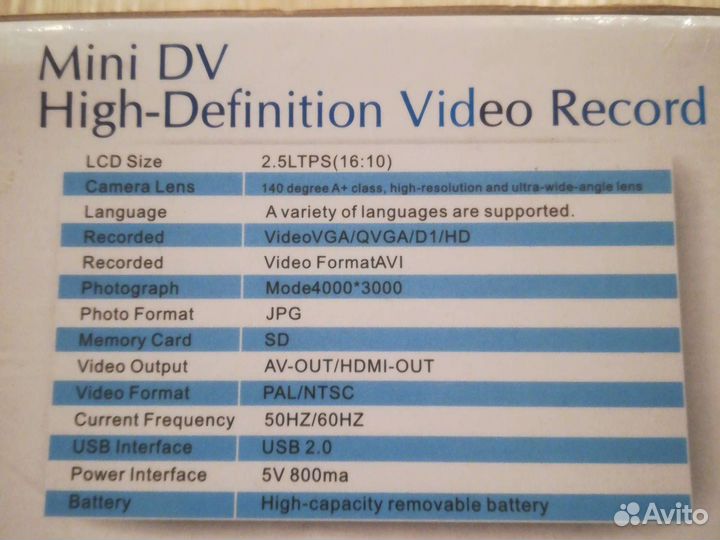 Mini DV
High-Definition Video Record
LCD Size 2.5LTPS(16:10)
Camera Lens 140 degree A+ class, high-resolution and ultra-wide-angle lens
Language A variety of languages are supported.
Recorded VideoVGA/QVGA/D1/HD
Recorded Video FormatAVI
Photograph Mode4000*3000
Photo Format JPG
Memory Card SD
Video Output AV-OUT/HDMI-OUT
Video Format PAL/NTSC
Current Frequency 50HZ/60HZ
USB Interface USB 2.0
Power Interface 5V 800ma
Battery High-capacity removable battery
Avito